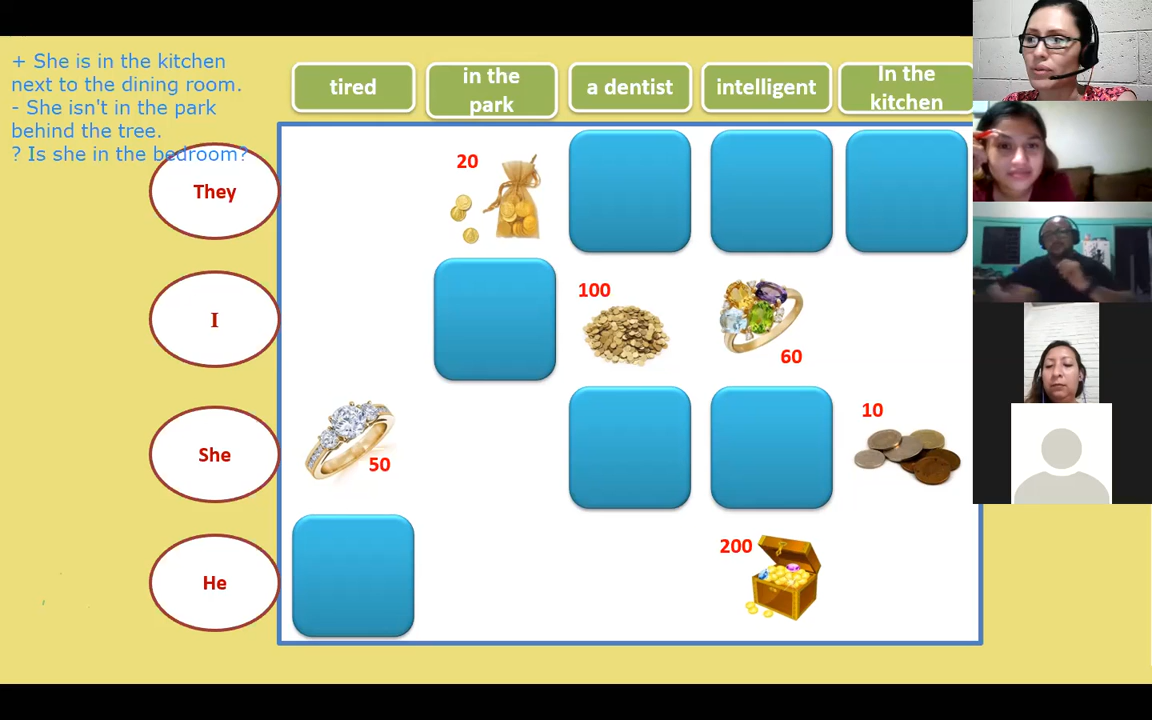 + She is in the kitchen
next to the dining room.
- She isn't in the park
behind the tree.
? Is she in the bedroom?
tired
in the
park
a dentist
intelligent
In the
kitchen
They
20
I
100
60
She
50
10
He
200